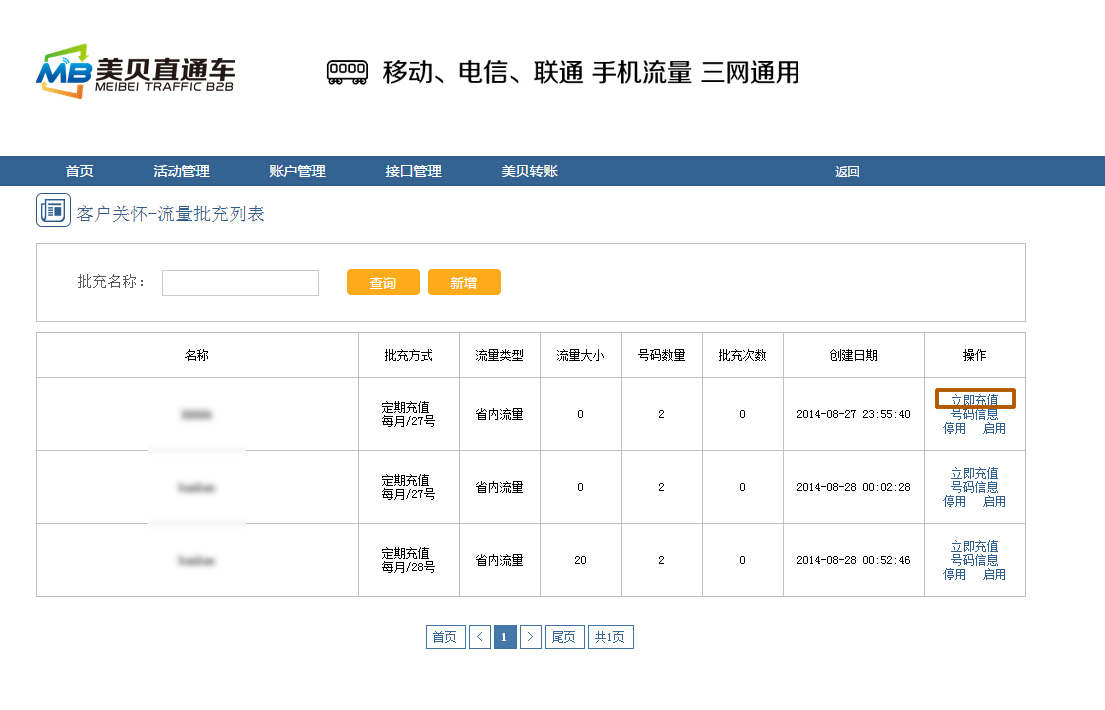 美贝直通车
MEIBEI TRAFFIC B2B
移动、电信、联通 手机流量 三网通用
首页 活动管理 账户管理 接口管理 美贝转账 返回
客户关怀-流量批充列表
批充名称： 查询 新增
名称 批充方式 流量类型 流量大小 号码数量 批充次数 创建日期 操作
定期充值
每月/27号
省内流量 0 2 0 2014-08-27 23:55:40
立即充值
号码信息
停用 启用
定期充值
每月/27号
省内流量 0 2 0 2014-08-28 00:02:28
立即充值
号码信息
停用 启用
定期充值
每月/28号
省内流量 20 2 0 2014-08-28 00:52:46
立即充值
号码信息
停用 启用
首页 < 1 > 尾页 共1页